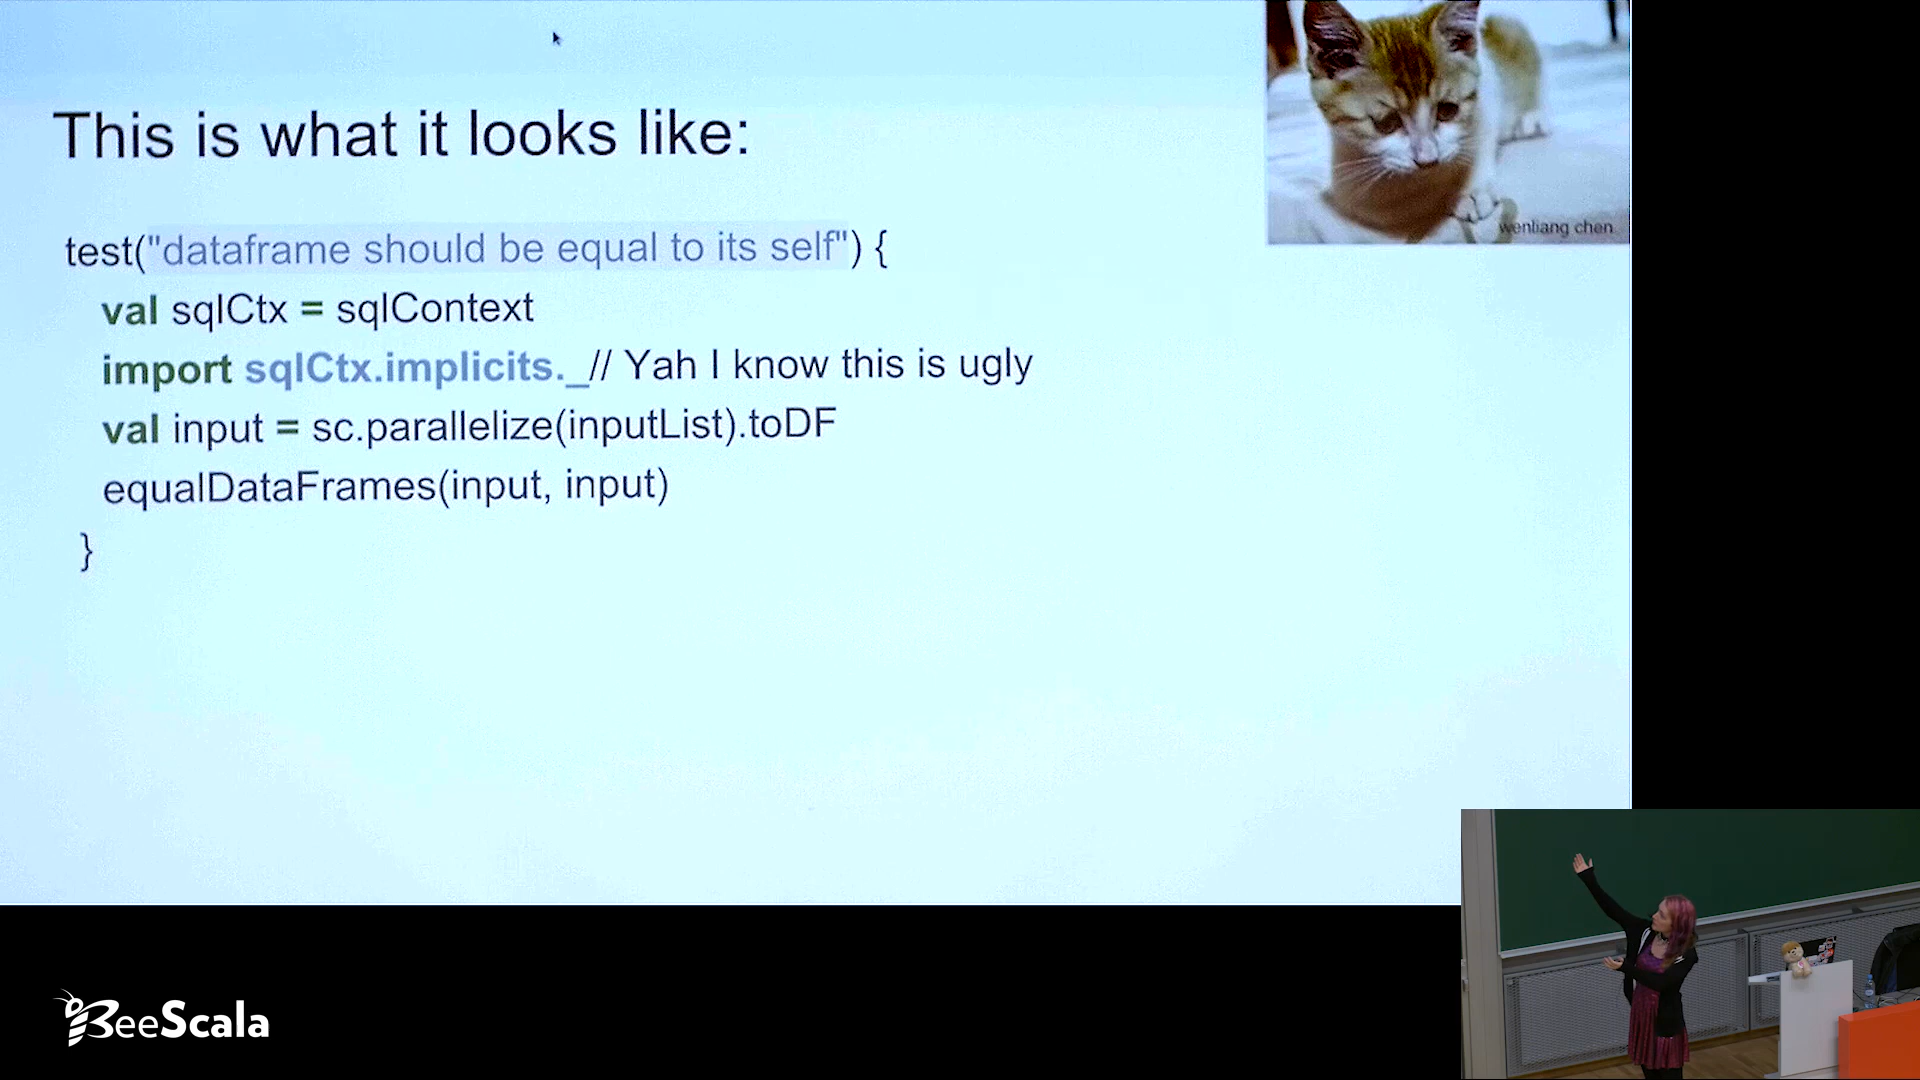 This is what it looks like:
wenliang chen
test("dataframe should be equal to its self") {
val sqlCtx = sqlContext
import sqlCtx.implicits._// Yah I know this is ugly
val input = sc.parallelize(inputList).toDF
equalDataFrames(input, input)
}
BeeScala